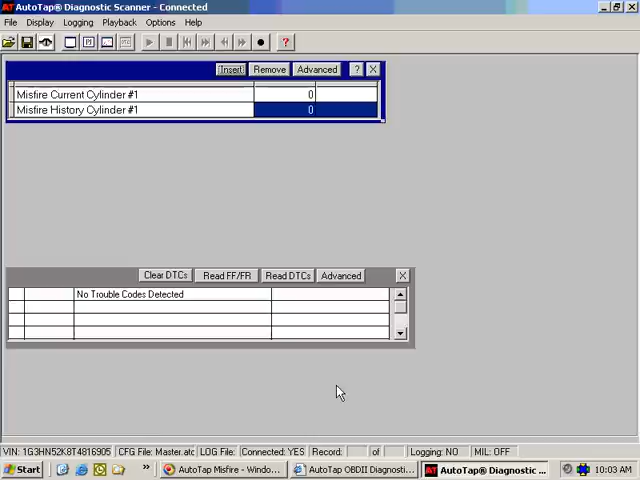 AutoTap® Diagnostic Scanner - Connected
File Display Logging Playback Options Help
Insert Remove Advanced ? X
Misfire Current Cylinder #1 0
Misfire History Cylinder #1 0
Clear DTCs Read FF/FR Read DTCs Advanced X
No Trouble Codes Detected
VIN: 1G3HN52K8T4816905 CFG File: Master.atc LOG File: Connected: YES Record: of Logging: NO MIL: OFF
Start » AutoTap Misfire - Windo... AutoTap OBDII Diagnosti... AutoTap® Diagnostic ... 10:03 AM